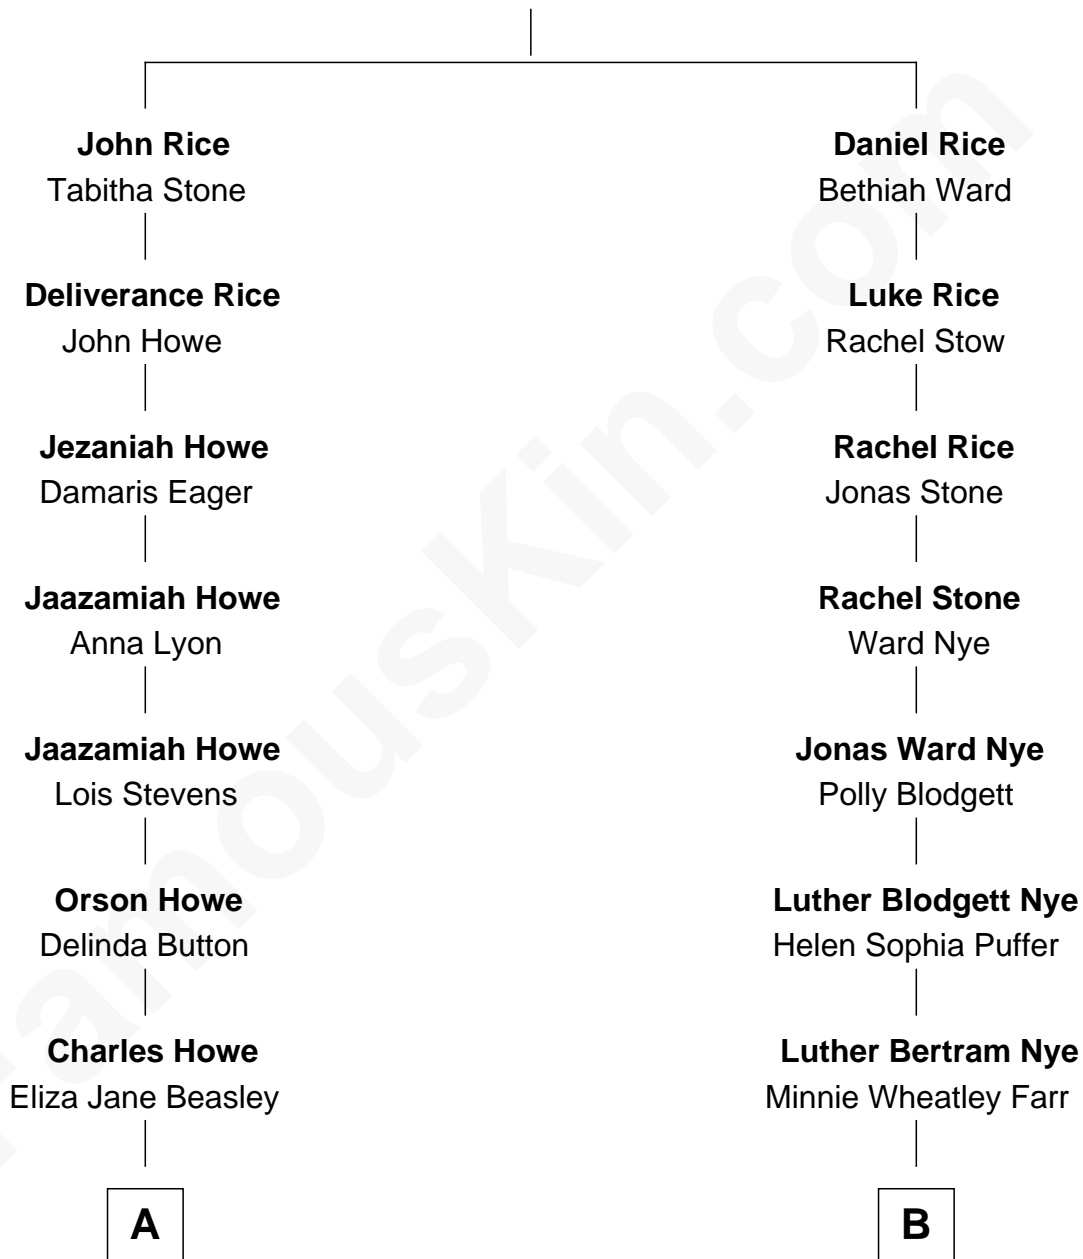 John Rice
Tabitha Stone
Daniel Rice
Bethiah Ward
Deliverance Rice
John Howe
Luke Rice
Rachel Stow
Jezaniah Howe
Damaris Eager
Rachel Rice
Jonas Stone
Jaazamiah Howe
Anna Lyon
Rachel Stone
Ward Nye
Jaazamiah Howe
Lois Stevens
Jonas Ward Nye
Polly Blodgett
Orson Howe
Delinda Button
Luther Blodgett Nye
Helen Sophia Puffer
Charles Howe
Eliza Jane Beasley
Luther Bertram Nye
Minnie Wheatley Farr
A
B
FamousKin.com